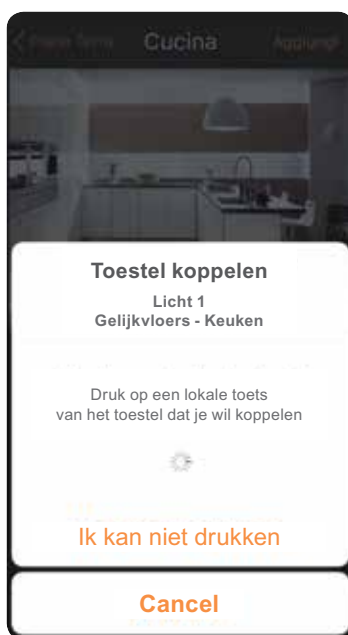 Cucina
Aggiungi
Toestel koppelen
Licht 1
Gelijkvloers - Keuken
Druk op een lokale toets
van het toestel dat je wil koppelen
Ik kan niet drukken
Cancel